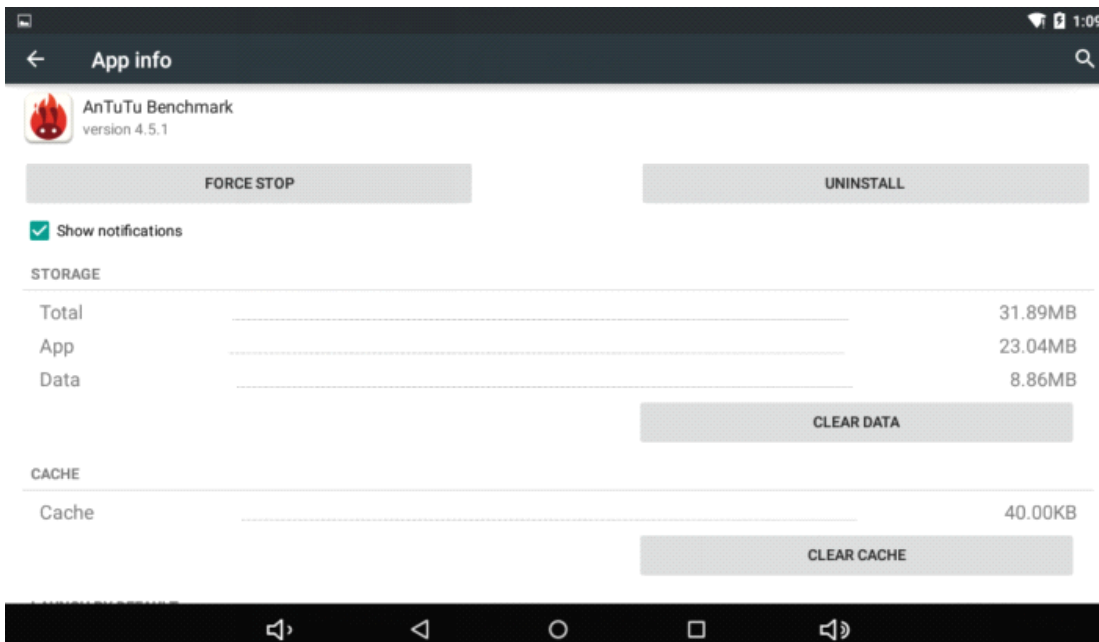 1:09
App info
AnTuTu Benchmark
version 4.5.1
FORCE STOP
UNINSTALL
Show notifications
STORAGE
Total 31.89MB
App 23.04MB
Data 8.86MB
CLEAR DATA
CACHE
Cache 40.00KB
CLEAR CACHE